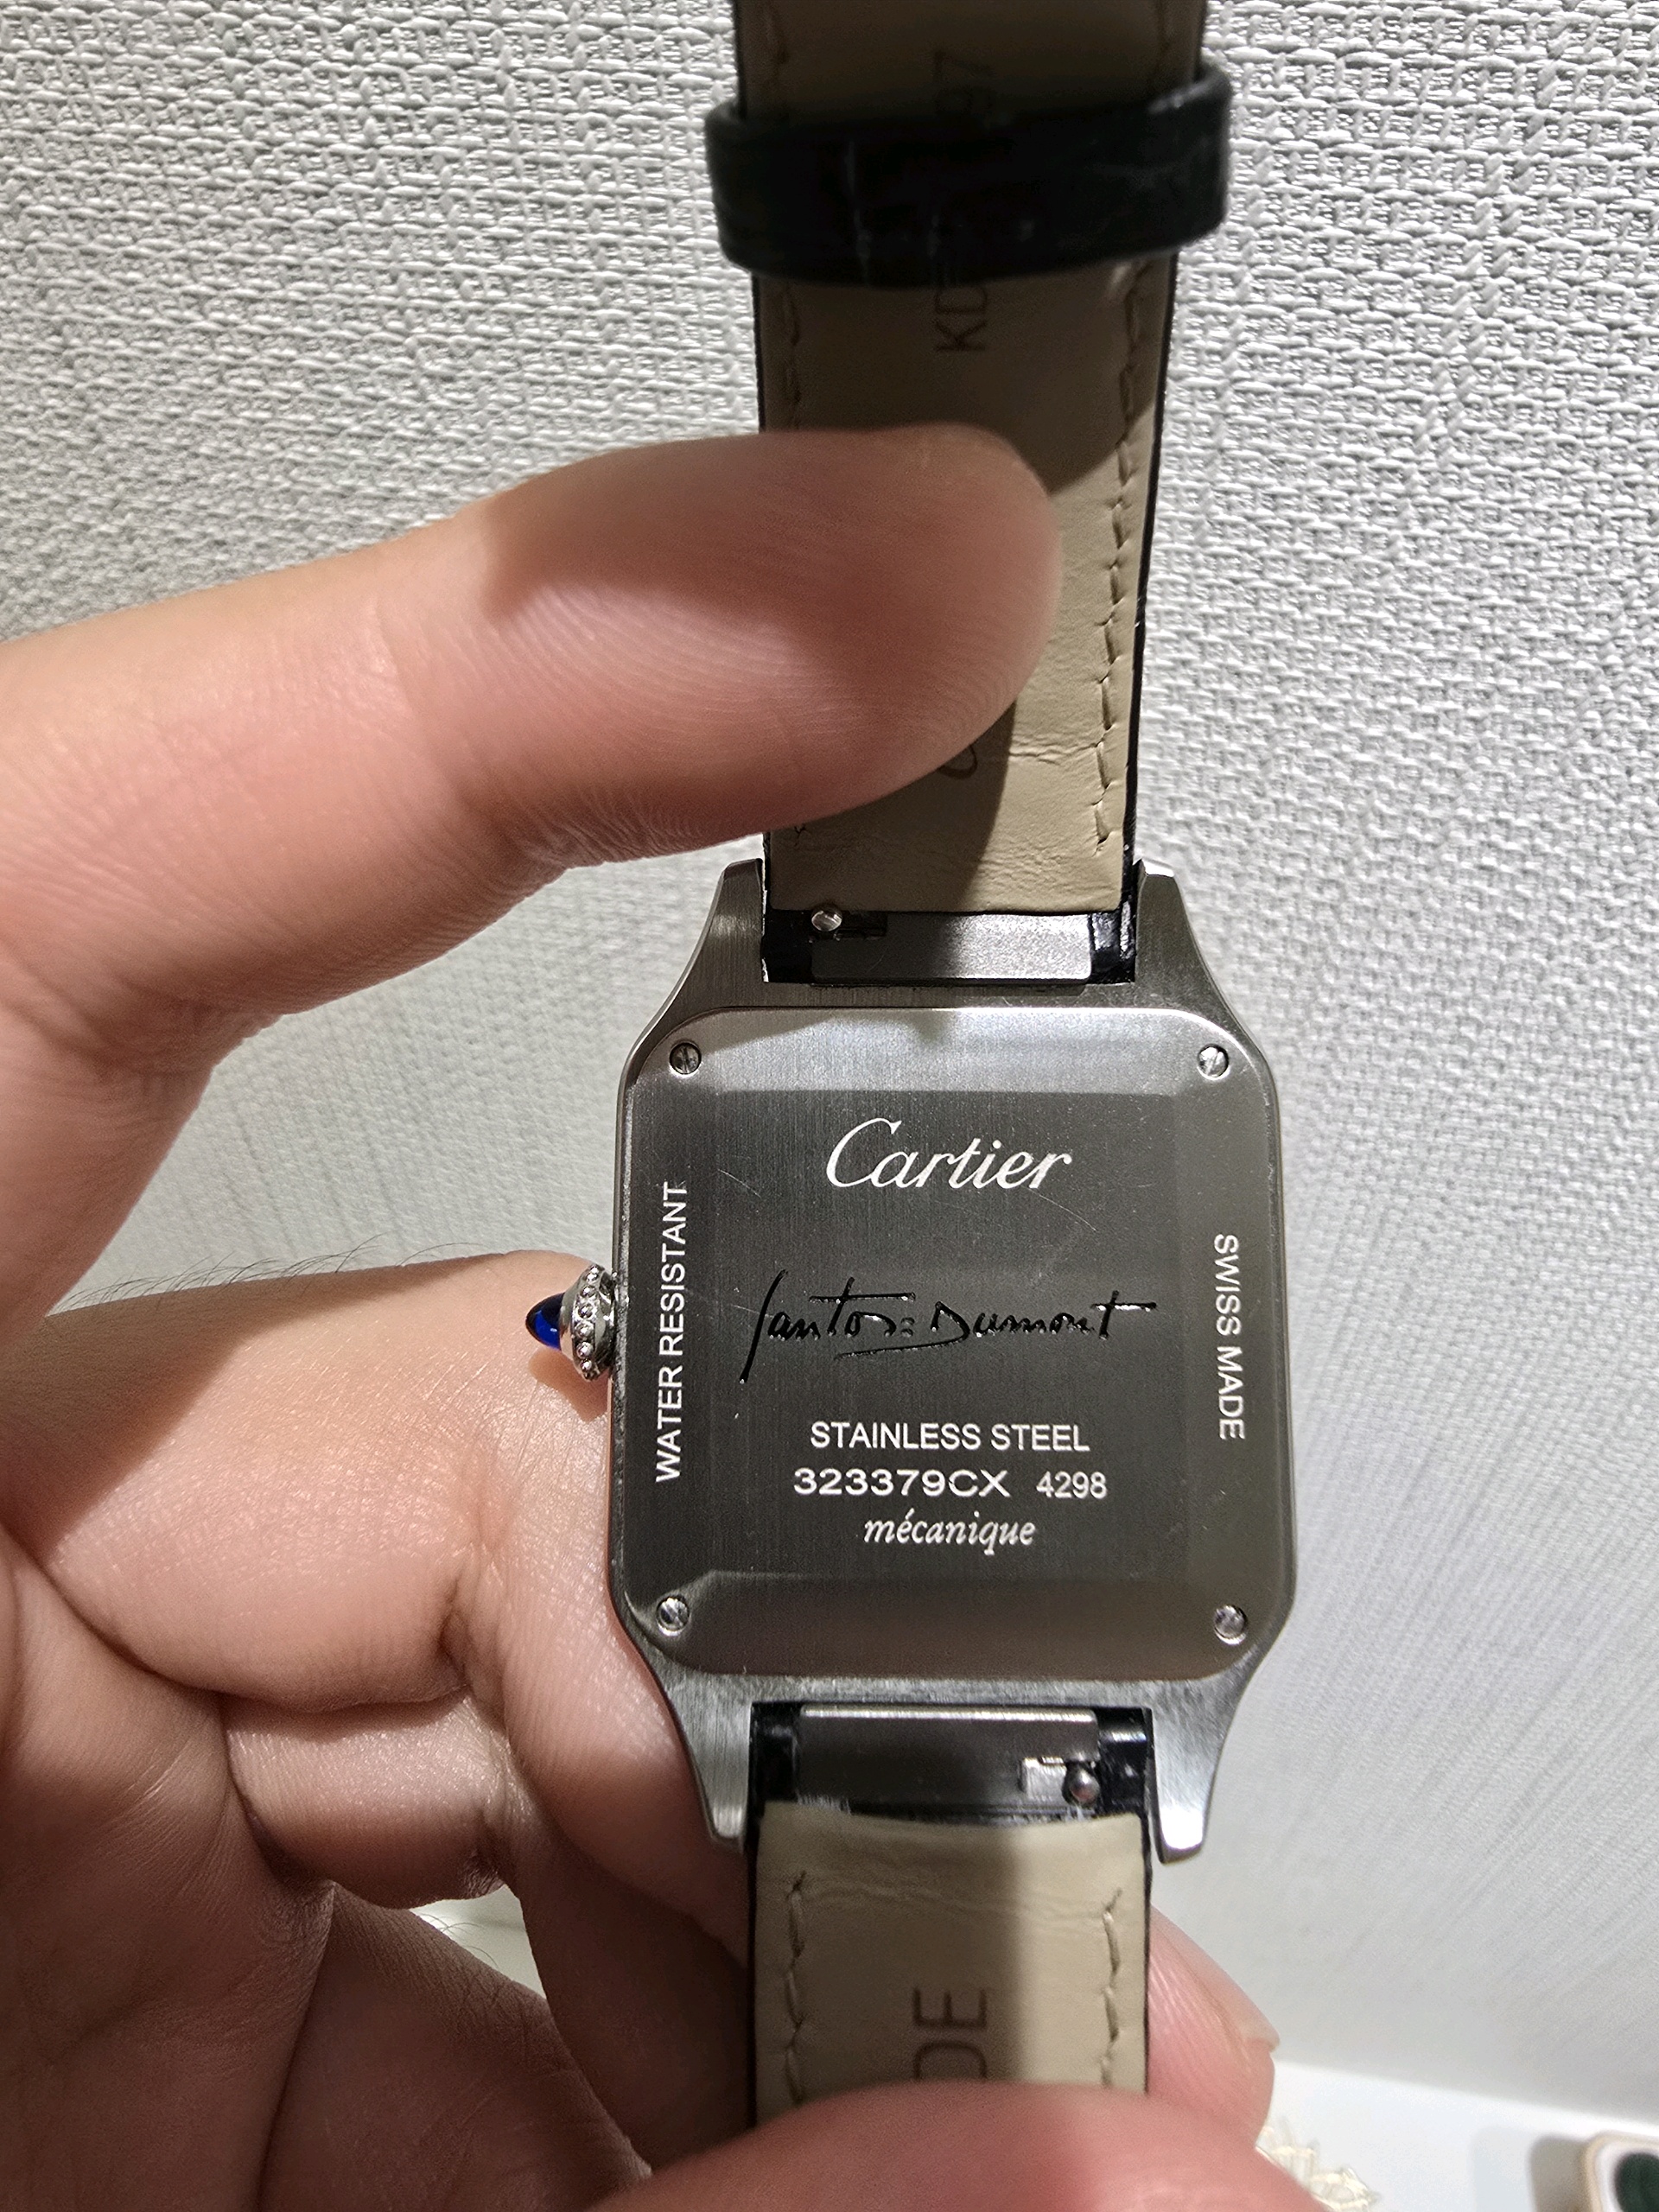 Cartier
Santos=Dumont
STAINLESS STEEL
323379CX 4298
mécanique
WATER RESISTANT
SWISS MADE